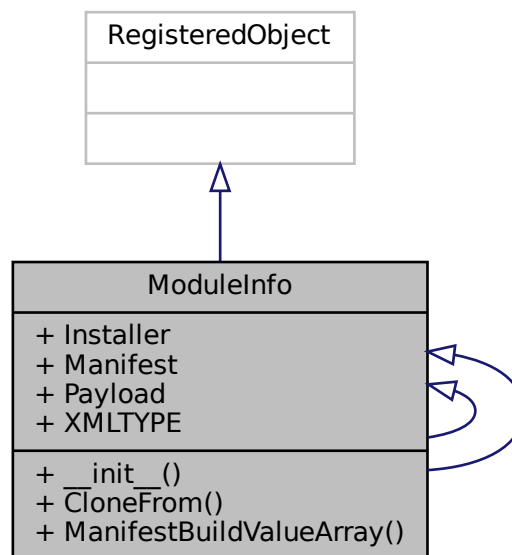 RegisteredObject
ModuleInfo
+ Installer
+ Manifest
+ Payload
+ XMLTYPE
+ __init__()
+ CloneFrom()
+ ManifestBuildValueArray()